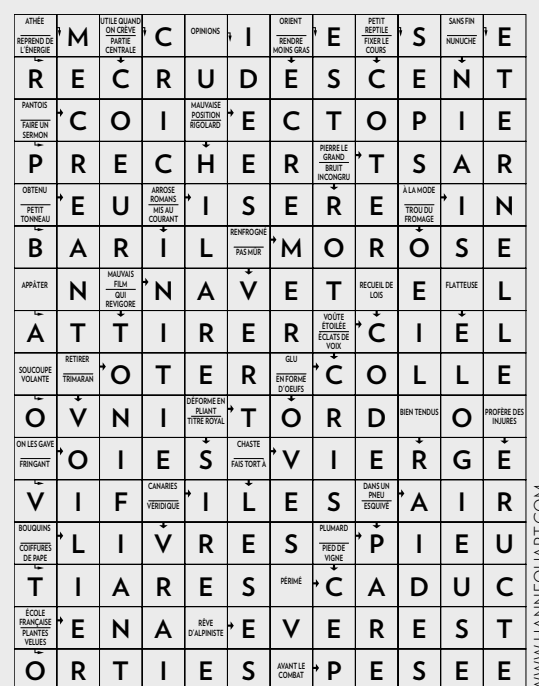 ATHÉE
REPREND DE L'ÉNERGIE
M
UTILE QUAND ON CRÈVE
PARTIE CENTRALE
C
OPINIONS
I
ORIENT
RENDRE MOINS GRAS
E
PETIT REPTILE
FIXER LE COURS
S
SANS FIN
NUNUCHE
E
R E C R U D E S C E N T
PANTOIS
FAIRE UN SERMON
C O I
MAUVAISE POSITION
RIGOLARD
E C T O P I E
P R E C H E R
PIERRE LE GRAND
BRUIT INCONGRU
T S A R
OBTENU
PETIT TONNEAU
E U
ARROSE ROMANS
MIS AU COURANT
I S E R E
À LA MODE
TROU DU FROMAGE
I N
B A R I L
RENFROGNÉ
PAS MÛR
M O R O S E
APPÂTER
N
MAUVAIS FILM
QUI REVIGORE
N A V E T
RECUEIL DE LOIS
E
FLATTEUSE
L
A T T I R E R
VOÛTE ÉTOILÉE
ÉCLATS DE VOIX
C I E L
SOUCOUPE VOLANTE
RETIRER
TRIMARAN
O T E R
GLU
EN FORME D'OEUFS
C O L L E
O V N I
DÉFORME EN PLIANT
TITRE ROYAL
T O R D
BIEN TENDUS
O
PROFÈRE DES INJURES
ON LES GAVE
FRINGANT
O I E S
CHASTE
FAIS TORT À
V I E R G E
V I F
CANARIES
VÉRIDIQUE
I L E S
DANS UN PNEU
ESQUIVE
A I R
BOUQUINS
COIFFURES DE PAPE
L I V R E S
PLUMARD
PIED DE VIGNE
P I E U
T I A R E S
PÉRIMÉ
C A D U C
ÉCOLE FRANÇAISE
PLANTES VELUES
E N A
RÊVE D'ALPINISTE
E V E R E S T
O R T I E S
AVANT LE COMBAT
P E S E E
WWW.HANNEQUART.COM